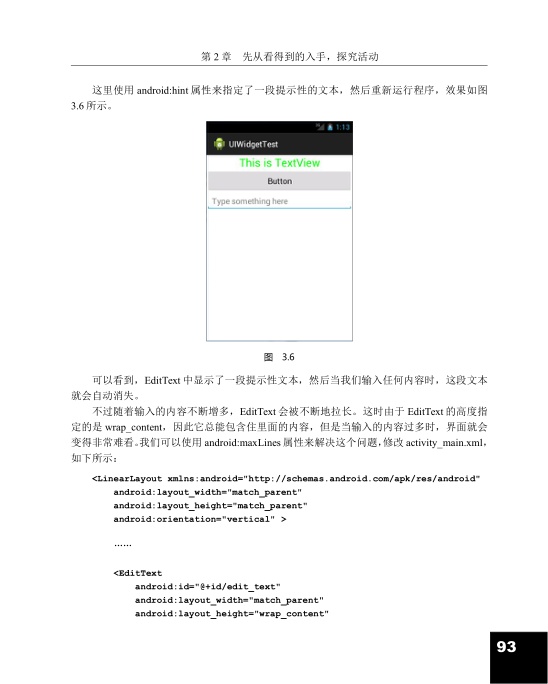 第 2 章 先从看得到的入手，探究活动
这里使用 android:hint 属性来指定了一段提示性的文本，然后重新运行程序，效果如图
3.6 所示。
1:13
UIWidgetTest
This is TextView
Button
Type something here
图 3.6
可以看到，EditText 中显示了一段提示性文本，然后当我们输入任何内容时，这段文本
就会自动消失。
不过随着输入的内容不断增多，EditText 会被不断地拉长。这时由于 EditText 的高度指
定的是 wrap_content，因此它总能包含住里面的内容，但是当输入的内容过多时，界面就会
变得非常难看。我们可以使用 android:maxLines 属性来解决这个问题，修改 activity_main.xml，
如下所示：
<LinearLayout xmlns:android="http://schemas.android.com/apk/res/android"
android:layout_width="match_parent"
android:layout_height="match_parent"
android:orientation="vertical" >
……
<EditText
android:id="@+id/edit_text"
android:layout_width="match_parent"
android:layout_height="wrap_content"
93